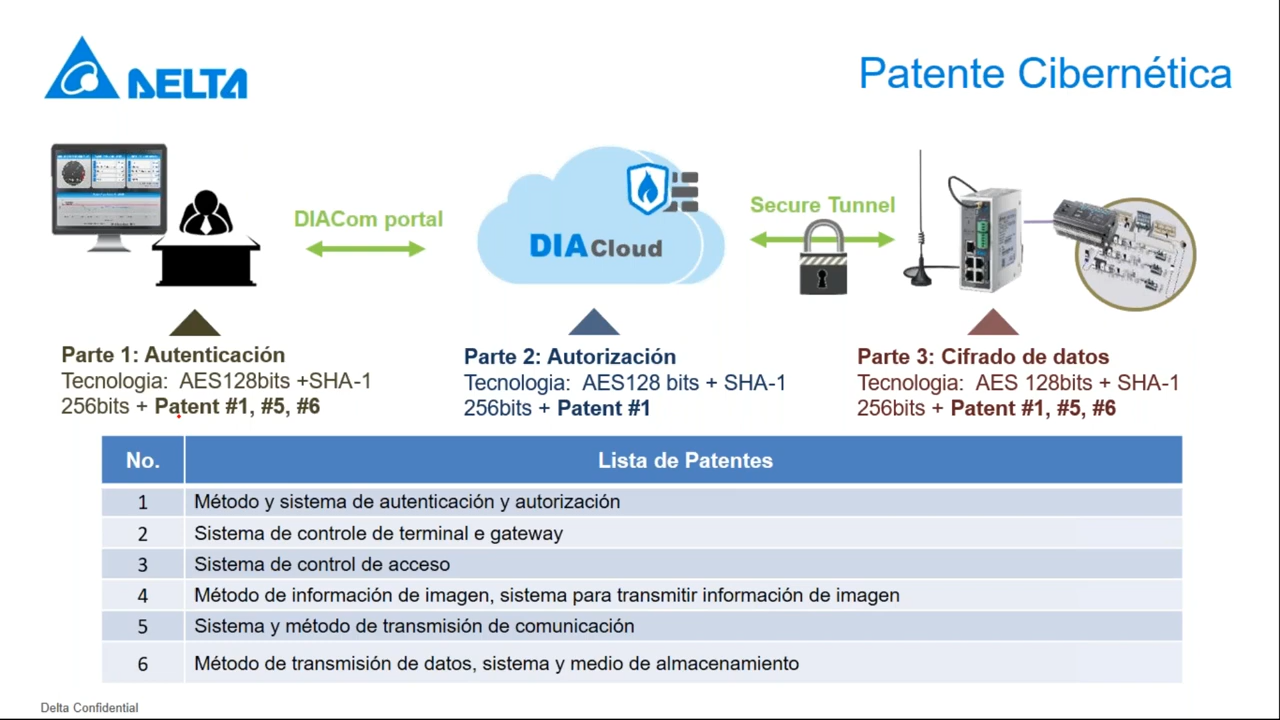 DELTA
Patente Cibernética
DIACom portal
DIACloud
Secure Tunnel
Parte 1: Autenticación
Tecnologia: AES128bits +SHA-1
256bits + Patent #1, #5, #6
Parte 2: Autorización
Tecnologia: AES128 bits + SHA-1
256bits + Patent #1
Parte 3: Cifrado de datos
Tecnologia: AES 128bits + SHA-1
256bits + Patent #1, #5, #6
No. Lista de Patentes
1 Método y sistema de autenticación y autorización
2 Sistema de controle de terminal e gateway
3 Sistema de control de acceso
4 Método de información de imagen, sistema para transmitir información de imagen
5 Sistema y método de transmisión de comunicación
6 Método de transmisión de datos, sistema y medio de almacenamiento
Delta Confidential